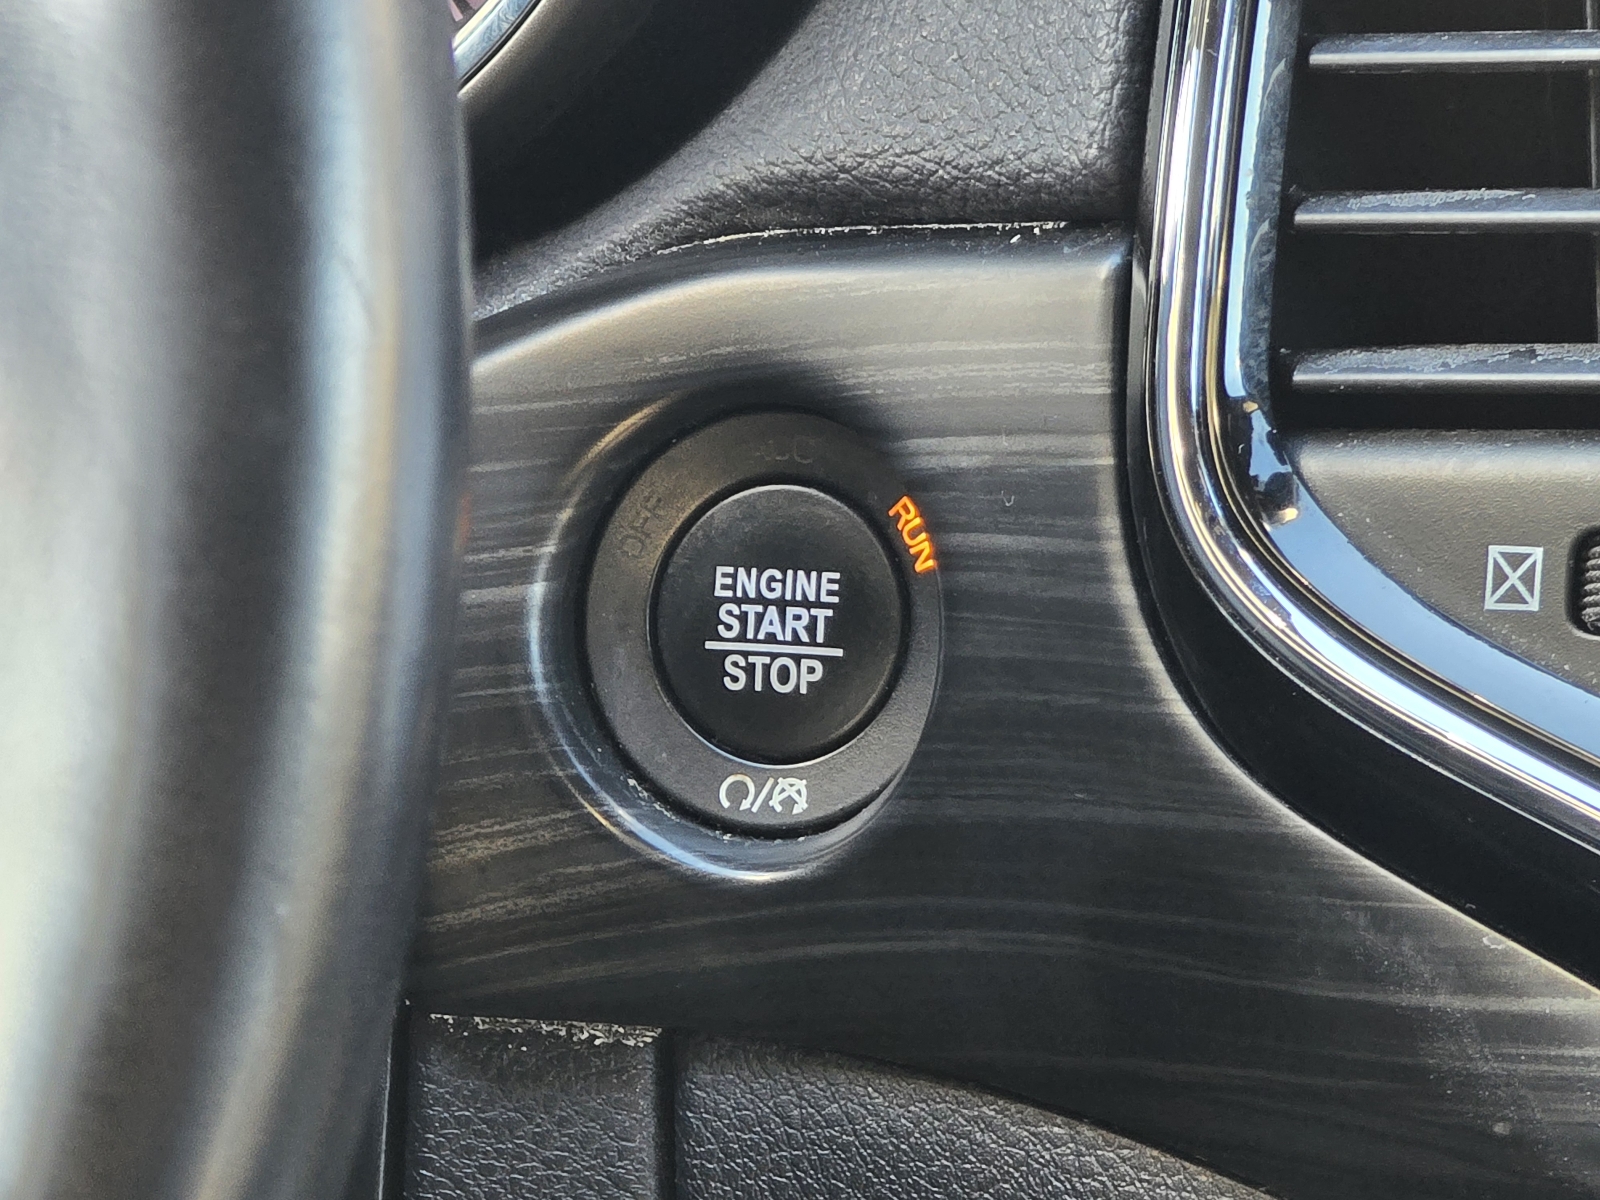 ACC
OFF
RUN
ENGINE
START
STOP